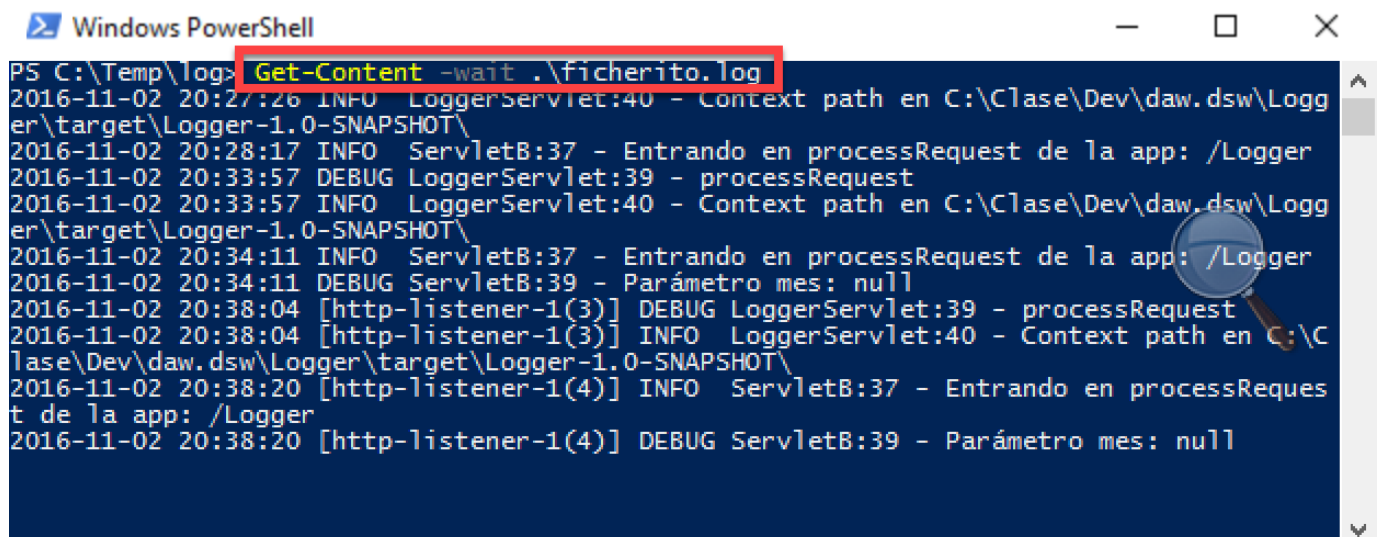 Windows PowerShell
PS C:\Temp\log> Get-Content -wait .\ficherito.log
2016-11-02 20:27:26 INFO  LoggerServlet:40 - Context path en C:\Clase\Dev\daw.dsw\Logg
er\target\Logger-1.0-SNAPSHOT\
2016-11-02 20:28:17 INFO  ServletB:37 - Entrando en processRequest de la app: /Logger
2016-11-02 20:33:57 DEBUG LoggerServlet:39 - processRequest
2016-11-02 20:33:57 INFO  LoggerServlet:40 - Context path en C:\Clase\Dev\daw.dsw\Logg
er\target\Logger-1.0-SNAPSHOT\
2016-11-02 20:34:11 INFO  ServletB:37 - Entrando en processRequest de la app: /Logger
2016-11-02 20:34:11 DEBUG ServletB:39 - Parámetro mes: null
2016-11-02 20:38:04 [http-listener-1(3)] DEBUG LoggerServlet:39 - processRequest
2016-11-02 20:38:04 [http-listener-1(3)] INFO  LoggerServlet:40 - Context path en C:\C
lase\Dev\daw.dsw\Logger\target\Logger-1.0-SNAPSHOT\
2016-11-02 20:38:20 [http-listener-1(4)] INFO  ServletB:37 - Entrando en processReques
t de la app: /Logger
2016-11-02 20:38:20 [http-listener-1(4)] DEBUG ServletB:39 - Parámetro mes: null